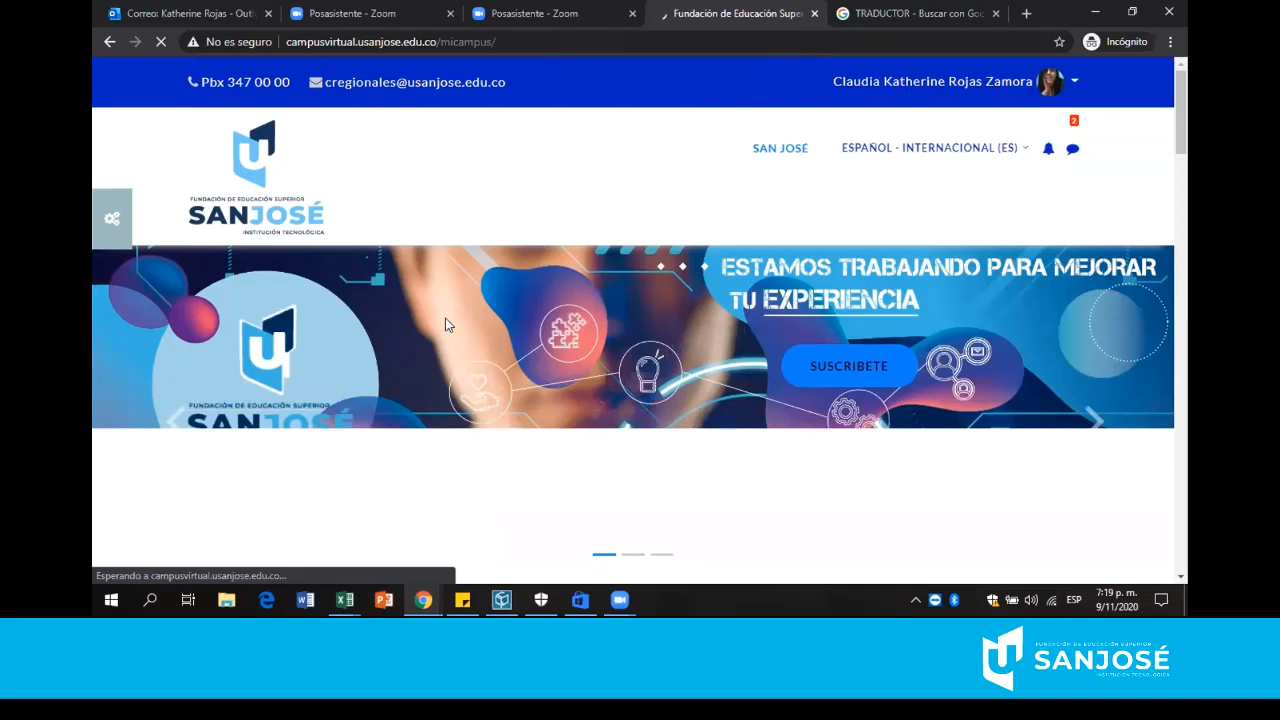 Correo: Katherine Rojas - Outl
Posasistente - Zoom
Posasistente - Zoom
Fundación de Educación Super
TRADUCTOR - Buscar con Goo
No es seguro
campusvirtual.usanjose.edu.co/micampus/
Incógnito
Pbx 347 00 00
cregionales@usanjose.edu.co
Claudia Katherine Rojas Zamora
2
SAN JOSÉ
ESPAÑOL - INTERNACIONAL (ES)
FUNDACIÓN DE EDUCACIÓN SUPERIOR
SANJOSÉ
INSTITUCIÓN TECNOLÓGICA
ESTAMOS TRABAJANDO PARA MEJORAR
TU EXPERIENCIA
SUSCRIBETE
FUNDACIÓN DE EDUCACIÓN SUPERIOR
SANJOSÉ
Esperando a campusvirtual.usanjose.edu.co...
ESP
7:19 p. m.
9/11/2020
FUNDACIÓN DE EDUCACIÓN SUPERIOR
SANJOSÉ
INSTITUCIÓN TECNOLÓGICA